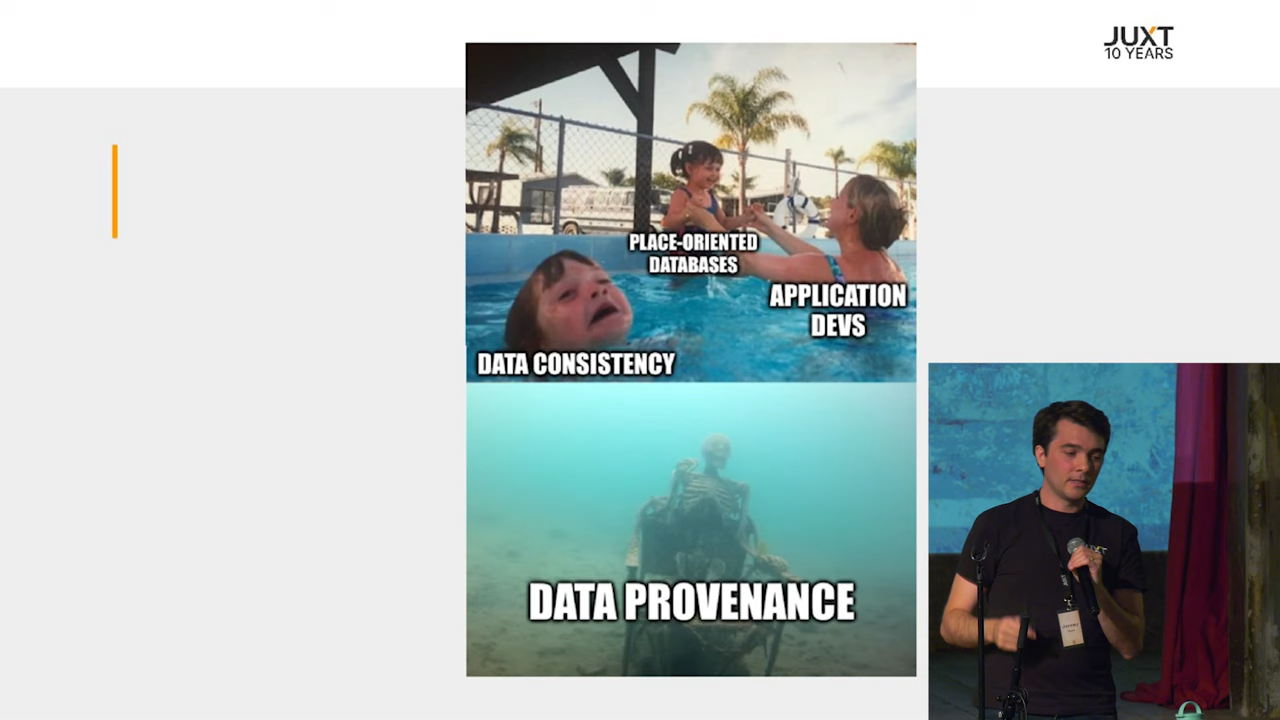 JUXT
10 YEARS
PLACE-ORIENTED
DATABASES
APPLICATION
DEVS
DATA CONSISTENCY
DATA PROVENANCE